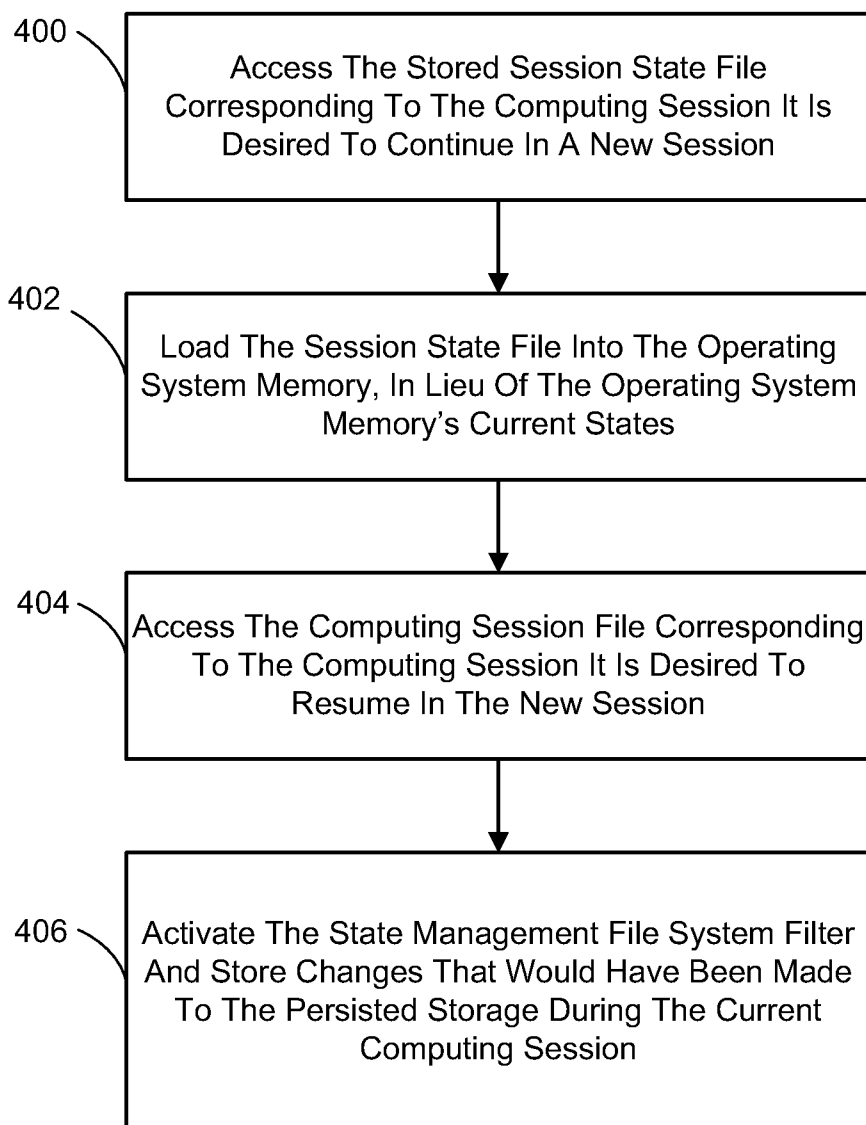 400
Access The Stored Session State File
Corresponding To The Computing Session It Is
Desired To Continue In A New Session
402
Load The Session State File Into The Operating
System Memory, In Lieu Of The Operating System
Memory's Current States
404
Access The Computing Session File Corresponding
To The Computing Session It Is Desired To
Resume In The New Session
406
Activate The State Management File System Filter
And Store Changes That Would Have Been Made
To The Persisted Storage During The Current
Computing Session